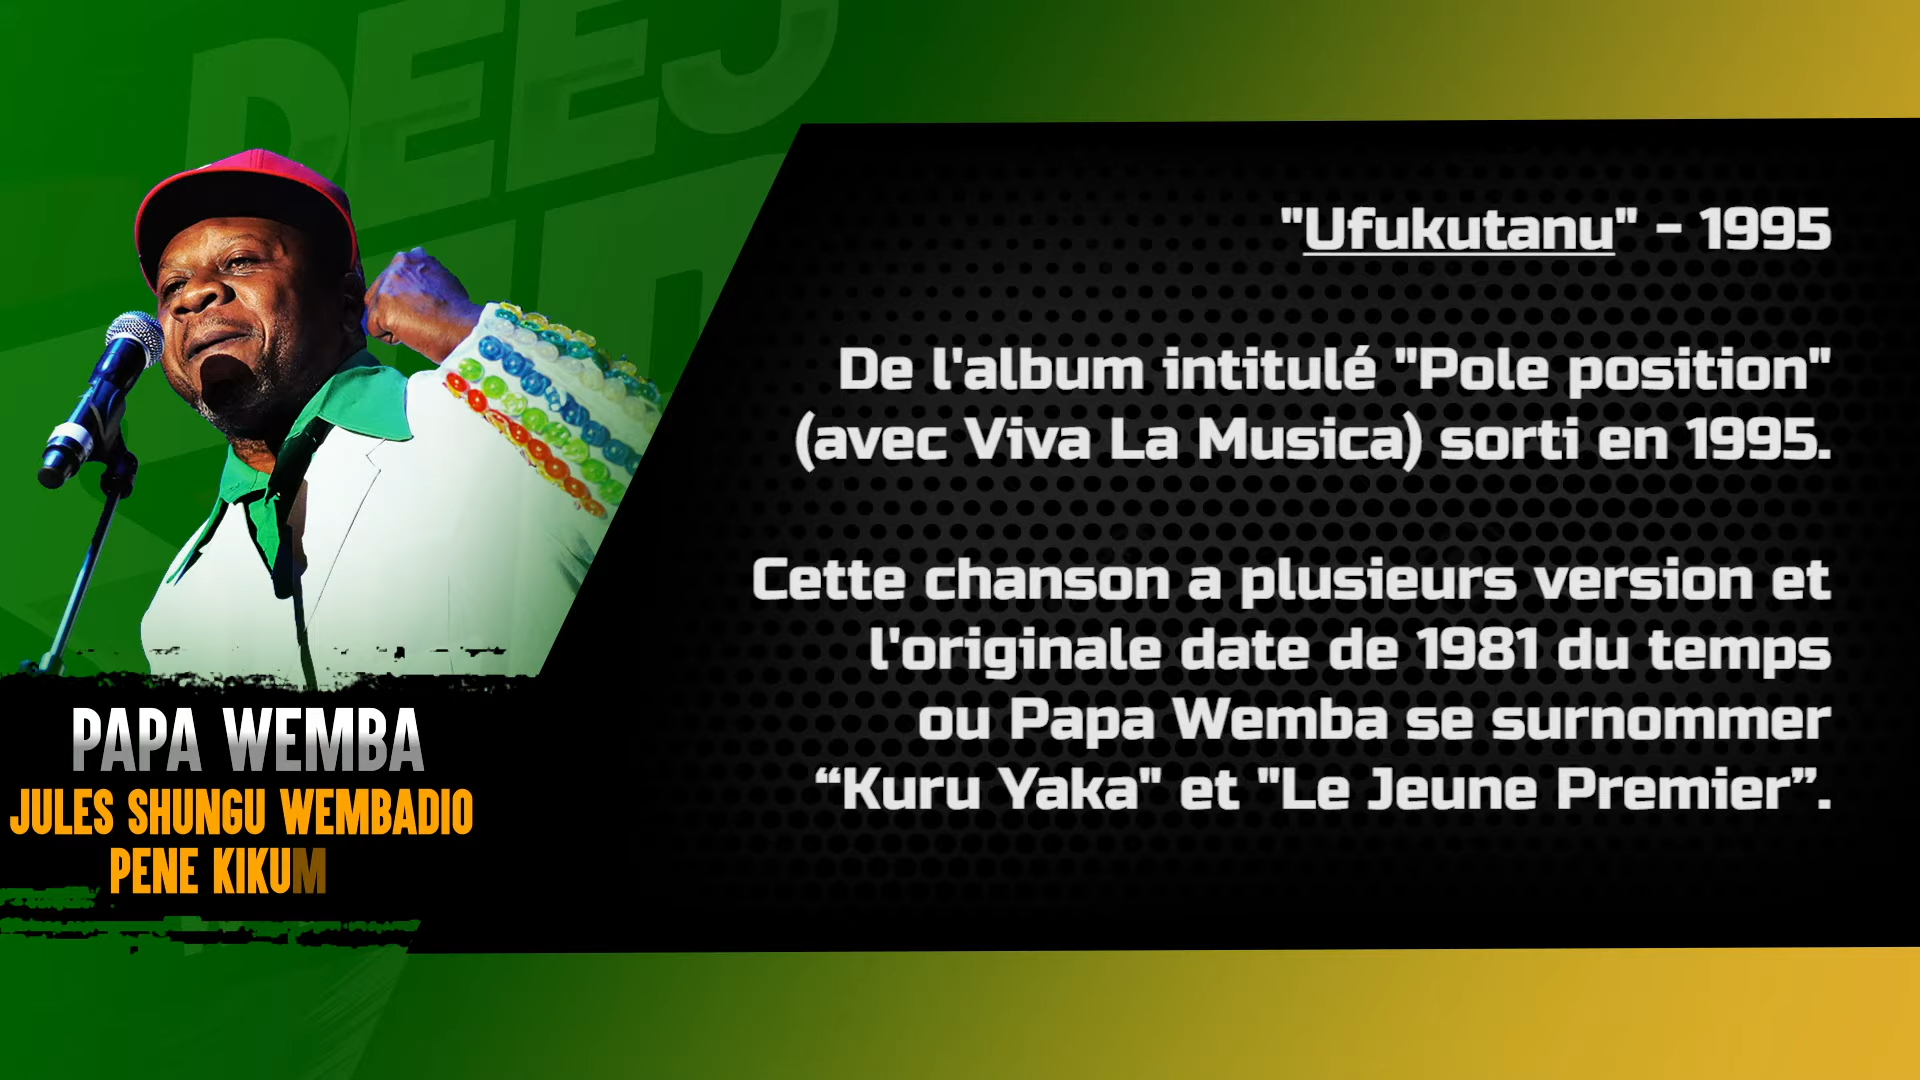 DEEJ
"Ufukutanu" - 1995
De l'album intitulé "Pole position"
(avec Viva La Musica) sorti en 1995.
Cette chanson a plusieurs version et
l'originale date de 1981 du temps
ou Papa Wemba se surnommer
“Kuru Yaka" et "Le Jeune Premier”.
PAPA WEMBA
JULES SHUNGU WEMBADIO
PENE KIKUM